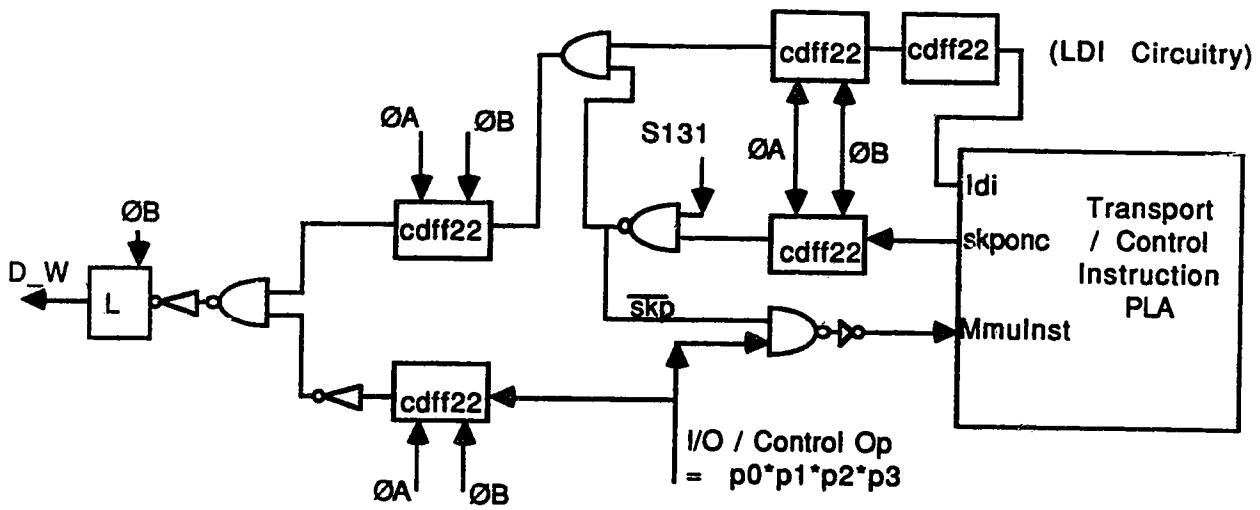 cdff22
cdff22
(LDI Circuitry)
ØA
ØB
S131
ØA
ØB
ldi
Transport
/ Control
Instruction
PLA
ØB
cdff22
cdff22
skponc
D_W
L
skp
MmuInst
cdff22
I/O / Control Op
= p0*p1*p2*p3
ØA
ØB